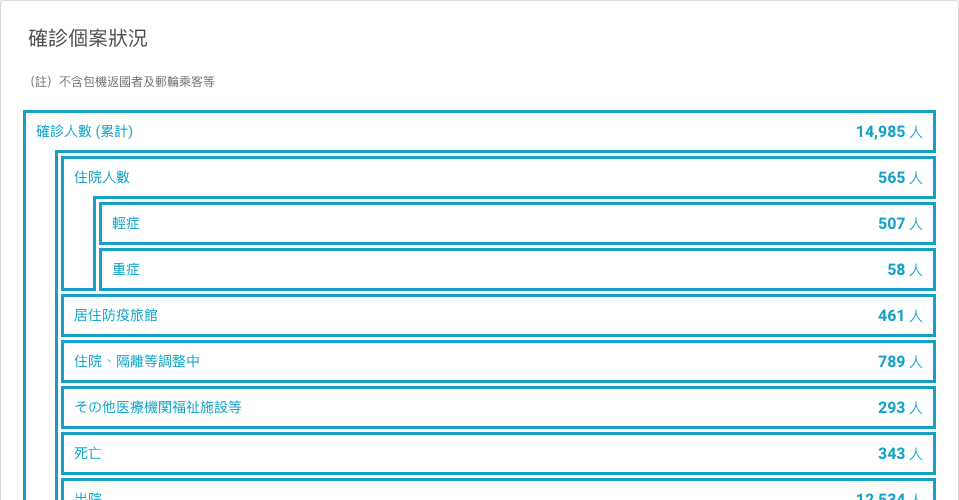 確診個案狀況
（註）不含包機返國者及郵輪乘客等
確診人數 (累計) 14,985 人
住院人數 565 人
輕症 507 人
重症 58 人
居住防疫旅館 461 人
住院、隔離等調整中 789 人
その他医療機関福祉施設等 293 人
死亡 343 人
出院 12,534 人